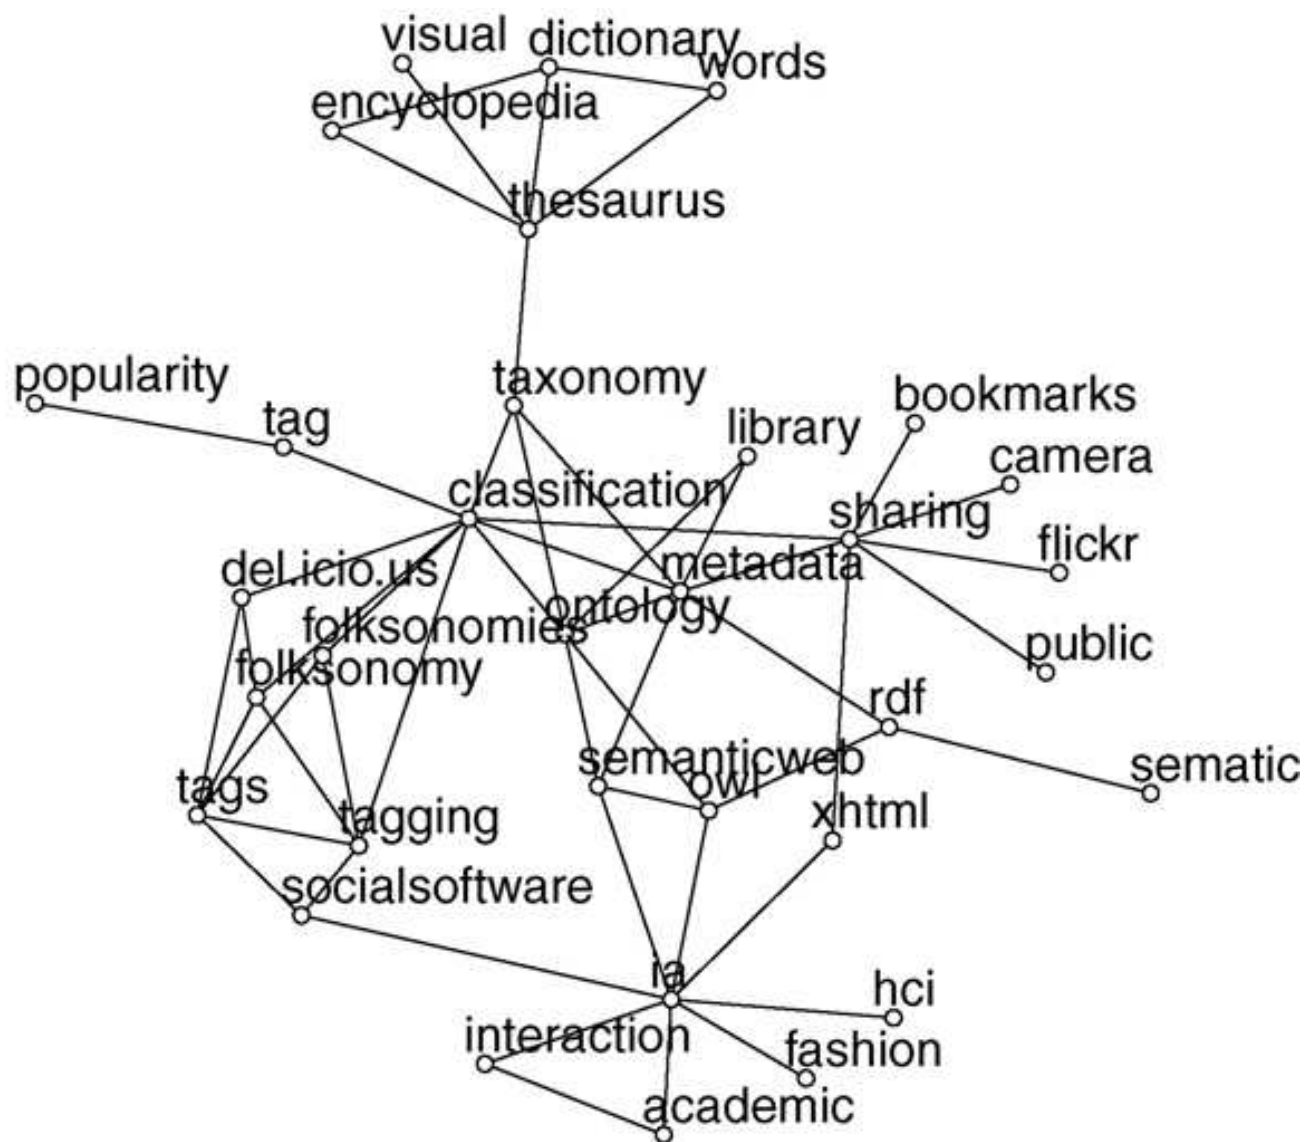 visual
dictionary
words
encyclopedia
thesaurus
popularity
tag
taxonomy
library
bookmarks
camera
classification
sharing
flickr
del.icio.us
metadata
folksonomies
ontology
folksonomy
public
rdf
semanticweb
owl
sematic
tags
tagging
xhtml
socialsoftware
ia
hci
interaction
fashion
academic